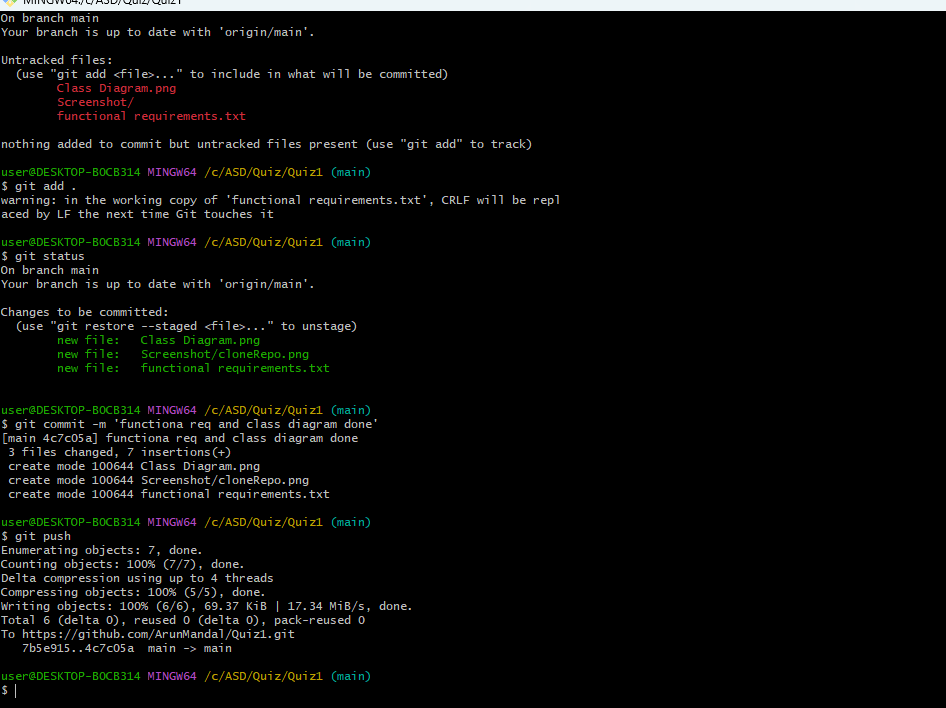 MINGW64:/c/ASD/Quiz/Quiz1
On branch main
Your branch is up to date with 'origin/main'.
Untracked files:
(use "git add <file>..." to include in what will be committed)
Class Diagram.png
Screenshot/
functional requirements.txt
nothing added to commit but untracked files present (use "git add" to track)
user@DESKTOP-BOCB314 MINGW64 /c/ASD/Quiz/Quiz1 (main)
$ git add .
warning: in the working copy of 'functional requirements.txt', CRLF will be repl
aced by LF the next time Git touches it
user@DESKTOP-BOCB314 MINGW64 /c/ASD/Quiz/Quiz1 (main)
$ git status
On branch main
Your branch is up to date with 'origin/main'.
Changes to be committed:
(use "git restore --staged <file>..." to unstage)
new file:   Class Diagram.png
new file:   Screenshot/cloneRepo.png
new file:   functional requirements.txt
user@DESKTOP-BOCB314 MINGW64 /c/ASD/Quiz/Quiz1 (main)
$ git commit -m 'functiona req and class diagram done'
[main 4c7c05a] functiona req and class diagram done
3 files changed, 7 insertions(+)
create mode 100644 Class Diagram.png
create mode 100644 Screenshot/cloneRepo.png
create mode 100644 functional requirements.txt
user@DESKTOP-BOCB314 MINGW64 /c/ASD/Quiz/Quiz1 (main)
$ git push
Enumerating objects: 7, done.
Counting objects: 100% (7/7), done.
Delta compression using up to 4 threads
Compressing objects: 100% (5/5), done.
Writing objects: 100% (6/6), 69.37 KiB | 17.34 MiB/s, done.
Total 6 (delta 0), reused 0 (delta 0), pack-reused 0
To https://github.com/ArunMandal/Quiz1.git
7b5e915..4c7c05a  main -> main
user@DESKTOP-BOCB314 MINGW64 /c/ASD/Quiz/Quiz1 (main)
$